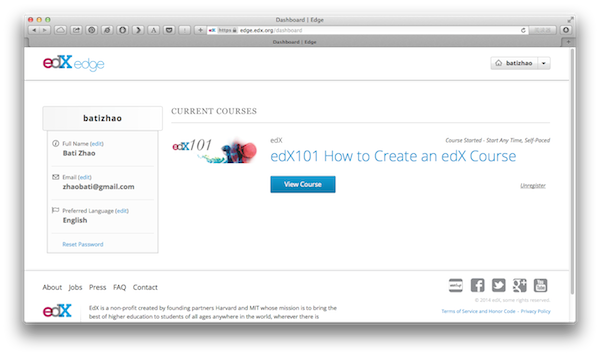 Dashboard | Edge
edX https edge.edx.org/dashboard
Dashboard | Edge
edX edge
batizhao
batizhao
CURRENT COURSES
Full Name (edit)
Bati Zhao
Email (edit)
zhaobati@gmail.com
Preferred Language (edit)
English
Reset Password
edX101
edX
Course Started - Start Any Time, Self-Paced
edX101 How to Create an edX Course
View Course
Unregister
About Jobs Press FAQ Contact
edX
EdX is a non-profit created by founding partners Harvard and MIT whose mission is to bring the
best of higher education to students of all ages anywhere in the world, wherever there is
meetup
You Tube
© 2014 edX, some rights reserved.
Terms of Service and Honor Code - Privacy Policy